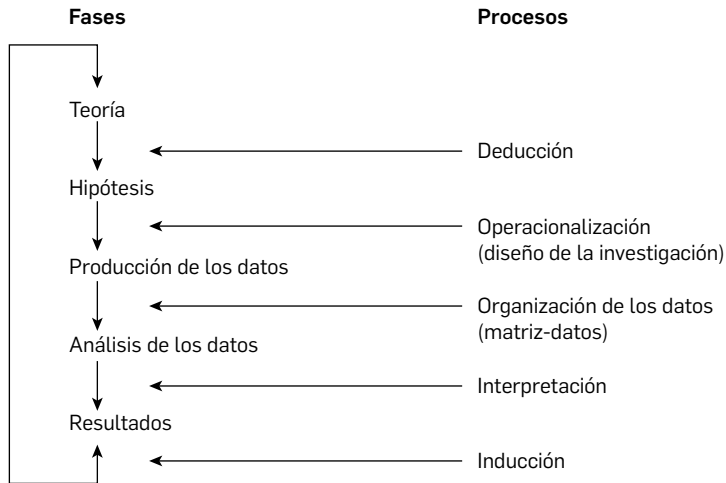 Fases
Procesos
Teoría
Deducción
Hipótesis
Operacionalización
(diseño de la investigación)
Producción de los datos
Organización de los datos
(matriz-datos)
Análisis de los datos
Interpretación
Resultados
Inducción